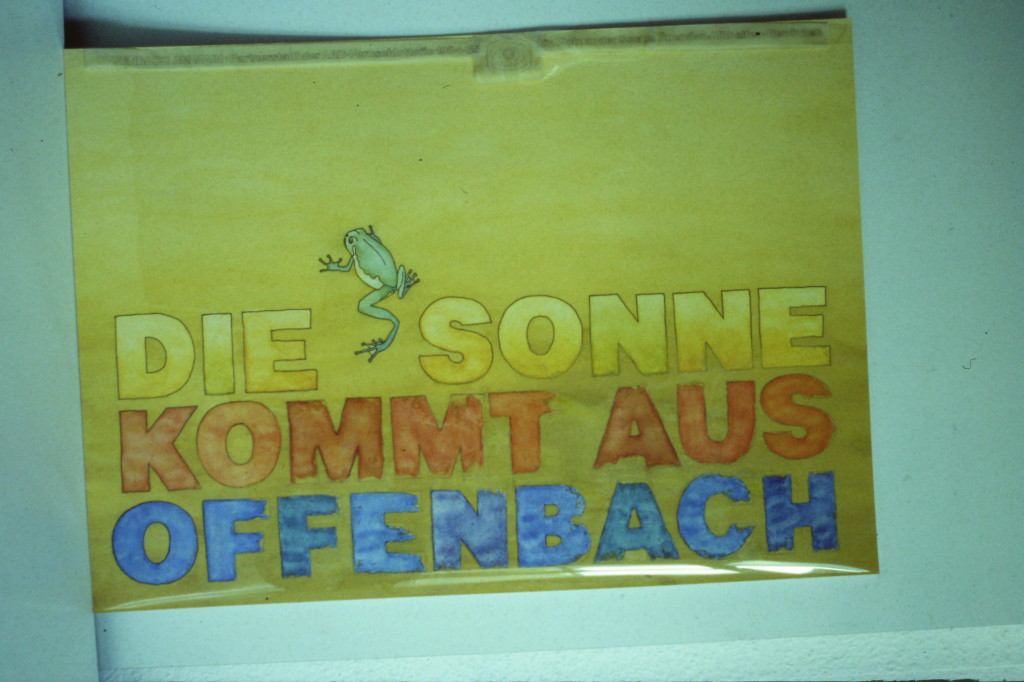 DIE SONNE
KOMMT AUS
OFFENBACH